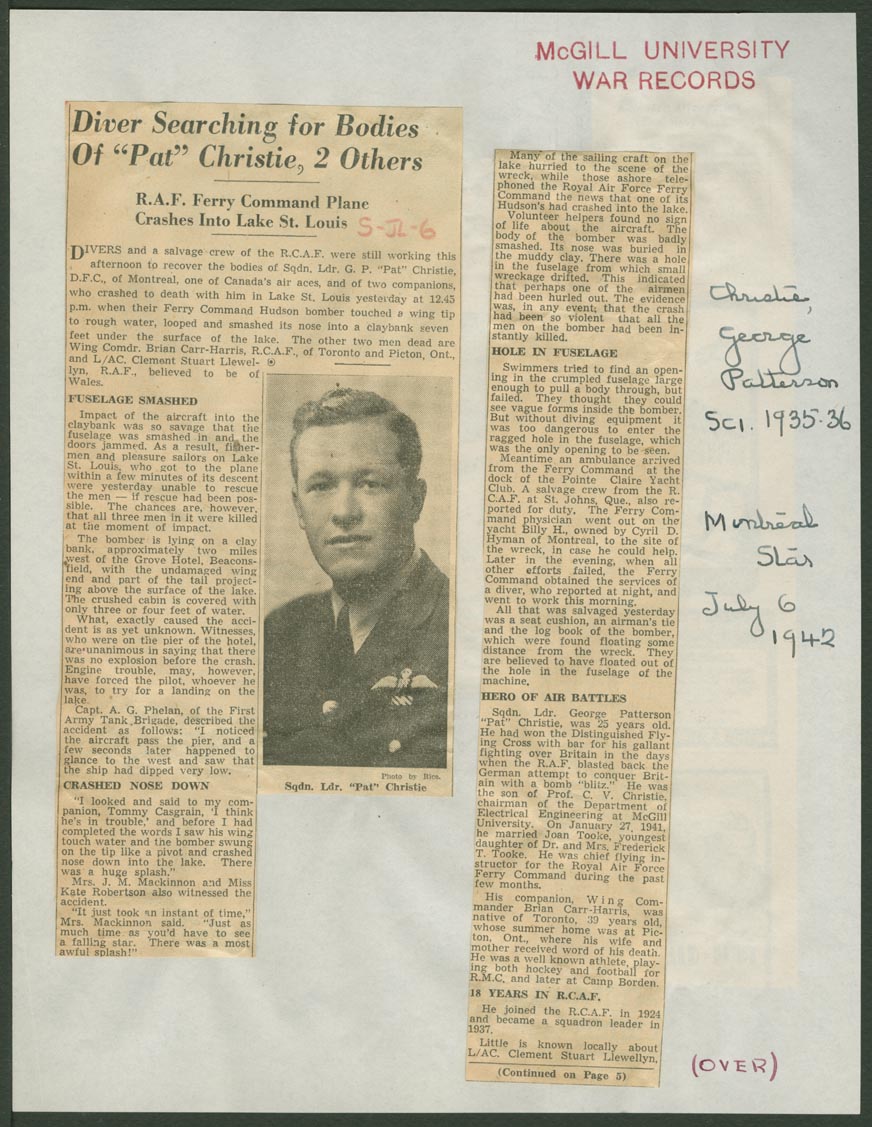 McGILL UNIVERSITY
WAR RECORDS
Diver Searching for Bodies
Of "Pat" Christie, 2 Others
R.A.F. Ferry Command Plane
Crashes Into Lake St. Louis
S-JL-6
DIVERS and a salvage crew of the R.C.A.F. were still working this
afternoon to recover the bodies of Sqdn. Ldr. G. P. "Pat" Christie,
D.F.C., of Montreal, one of Canada's air aces, and of two companions,
who crashed to death with him in Lake St. Louis yesterday at 12.45
p.m. when their Ferry Command Hudson bomber touched a wing tip
to rough water, looped and smashed its nose into a claybank seven
feet under the surface of the lake. The other two men dead are
Wing Comdr. Brian Carr-Harris, R.C.A.F., of Toronto and Picton, Ont.,
and L/AC. Clement Stuart Llewel-
lyn, R.A.F., believed to be of
Wales.
FUSELAGE SMASHED
Impact of the aircraft into the
claybank was so savage that the
fuselage was smashed in and the
doors jammed. As a result, fisher-
men and pleasure sailors on Lake
St. Louis, who got to the plane
within a few minutes of its descent
were yesterday unable to rescue
the men — if rescue had been pos-
sible. The chances are, however,
that all three men in it were killed
at the moment of impact.
The bomber is lying on a clay
bank, approximately two miles
west of the Grove Hotel, Beacons-
field, with the undamaged wing
end and part of the tail project-
ing above the surface of the lake.
The crushed cabin is covered with
only three or four feet of water.
What, exactly caused the acci-
dent is as yet unknown. Witnesses,
who were on the pier of the hotel,
are unanimous in saying that there
was no explosion before the crash.
Engine trouble, may, however,
have forced the pilot, whoever he
was, to try for a landing on the
lake.
Capt. A. G. Phelan, of the First
Army Tank Brigade, described the
accident as follows: "I noticed
the aircraft pass the pier, and a
few seconds later happened to
glance to the west and saw that
the ship had dipped very low.
CRASHED NOSE DOWN
"I looked and said to my com-
panion, Tommy Casgrain, 'I think
he's in trouble,' and before I had
completed the words I saw his wing
touch water and the bomber swung
on the tip like a pivot and crashed
nose down into the lake. There
was a huge splash."
Mrs. J. M. Mackinnon and Miss
Kate Robertson also witnessed the
accident.
"It just took an instant of time,"
Mrs. Mackinnon said. "Just as
much time as you'd have to see
a falling star. There was a most
awful splash!"
Photo by Rice.
Sqdn. Ldr. "Pat" Christie
Many of the sailing craft on the
lake hurried to the scene of the
wreck, while those ashore tele-
phoned the Royal Air Force Ferry
Command the news that one of its
Hudson's had crashed into the lake.
Volunteer helpers found no sign
of life about the aircraft. The
body of the bomber was badly
smashed. Its nose was buried in
the muddy clay. There was a hole
in the fuselage from which small
wreckage drifted. This indicated
that perhaps one of the airmen
had been hurled out. The evidence
was, in any event; that the crash
had been so violent that all the
men on the bomber had been in-
stantly killed.
HOLE IN FUSELAGE
Swimmers tried to find an open-
ing in the crumpled fuselage large
enough to pull a body through, but
failed. They thought they could
see vague forms inside the bomber.
But without diving equipment it
was too dangerous to enter the
ragged hole in the fuselage, which
was the only opening to be seen.
Meantime an ambulance arrived
from the Ferry Command at the
dock of the Pointe Claire Yacht
Club. A salvage crew from the R.
C.A.F. at St. Johns, Que., also re-
ported for duty. The Ferry Com-
mand physician went out on the
yacht Billy H., owned by Cyril D.
Hyman of Montreal, to the site of
the wreck, in case he could help.
Later in the evening, when all
other efforts failed, the Ferry
Command obtained the services of
a diver, who reported at night, and
went to work this morning.
All that was salvaged yesterday
was a seat cushion, an airman's tie
and the log book of the bomber,
which were found floating some
distance from the wreck. They
are believed to have floated out of
the hole in the fuselage of the
machine.
HERO OF AIR BATTLES
Sqdn. Ldr. George Patterson
"Pat" Christie, was 25 years old.
He had won the Distinguished Fly-
ing Cross with bar for his gallant
fighting over Britain in the days
when the R.A.F. blasted back the
German attempt to conquer Brit-
ain with a bomb "blitz." He was
the son of Prof. C. V. Christie,
chairman of the Department of
Electrical Engineering at McGill
University. On January 27, 1941,
he married Joan Tooke, youngest
daughter of Dr. and Mrs. Frederick
T. Tooke. He was chief flying in-
structor for the Royal Air Force
Ferry Command during the past
few months.
His companion, Wing Com-
mander Brian Carr-Harris, was
native of Toronto, 39 years old,
whose summer home was at Pic-
ton, Ont., where his wife and
mother received word of his death.
He was a well known athlete, play-
ing both hockey and football for
R.M.C. and later at Camp Borden.
18 YEARS IN R.C.A.F.
He joined the R.C.A.F. in 1924
and became a squadron leader in
1937.
Little is known locally about
L/AC. Clement Stuart Llewellyn,
(Continued on Page 5)
Christie,
George
Patterson
Sci. 1935-36
Montreal
Star
July 6
1942
(OVER)